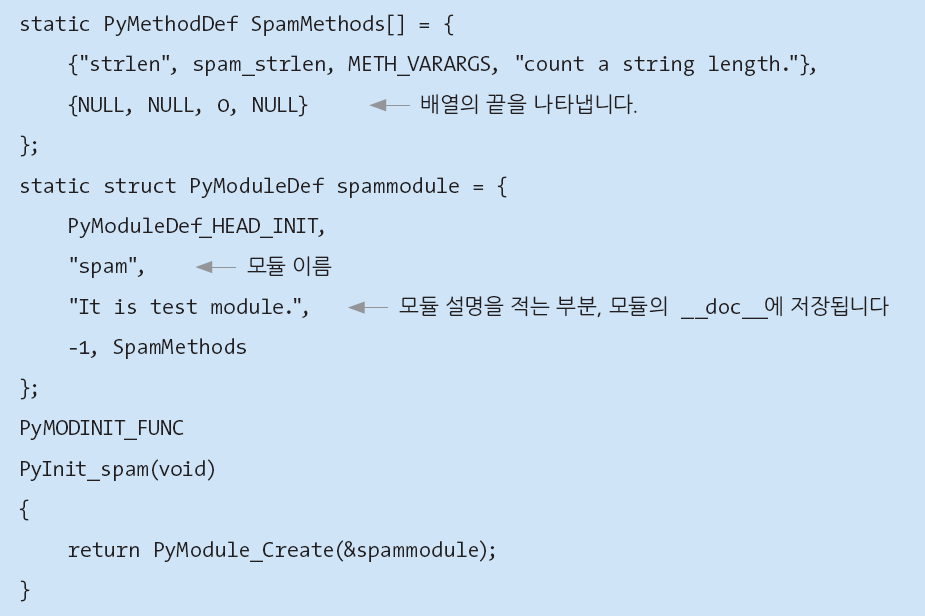 static PyMethodDef SpamMethods[] = {
{"strlen", spam_strlen, METH_VARARGS, "count a string length."},
{NULL, NULL, 0, NULL} 배열의 끝을 나타냅니다.
};
static struct PyModuleDef spammodule = {
PyModuleDef_HEAD_INIT,
"spam", 모듈 이름
"It is test module.", 모듈 설명을 적는 부분, 모듈의 __doc__에 저장됩니다
-1, SpamMethods
};
PyMODINIT_FUNC
PyInit_spam(void)
{
return PyModule_Create(&spammodule);
}